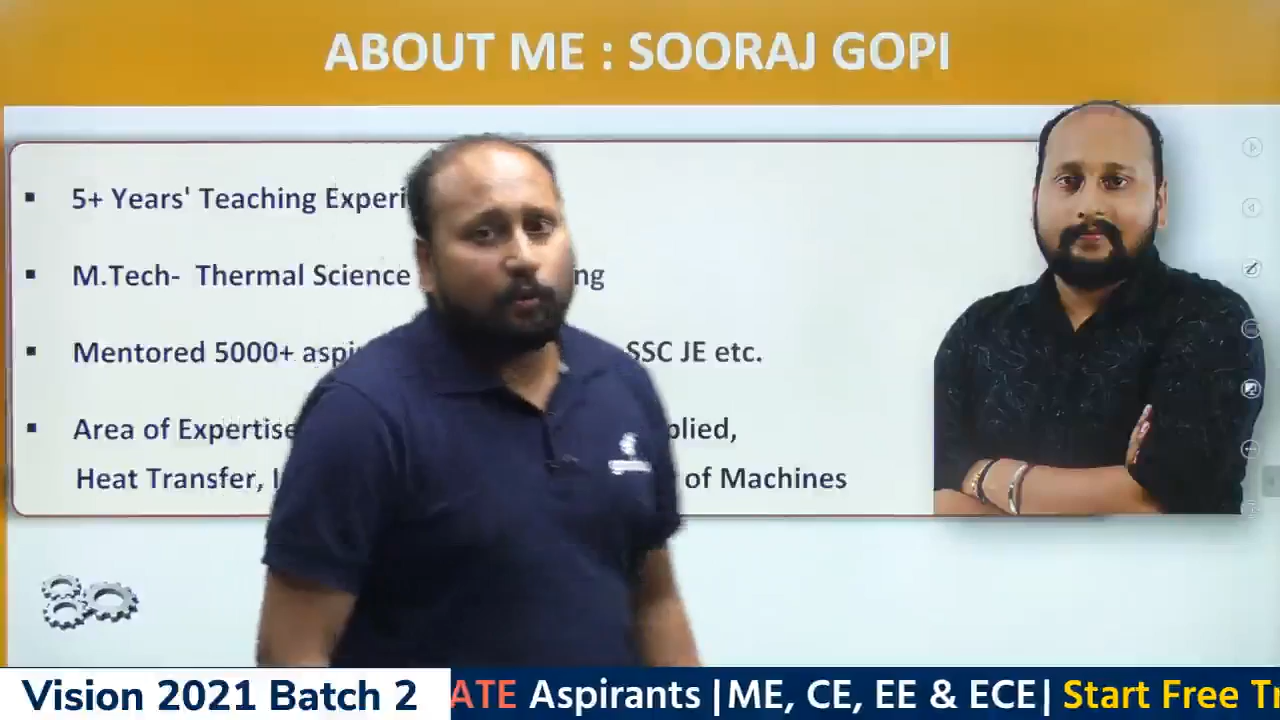 ABOUT ME : SOORAJ GOPI
5+ Years' Teaching Experi
M.Tech- Thermal Science ng
Mentored 5000+ aspi SSC JE etc.
Area of Expertise plied,
Heat Transfer, I of Machines
Vision 2021 Batch 2
ATE Aspirants |ME, CE, EE & ECE| Start Free Tr